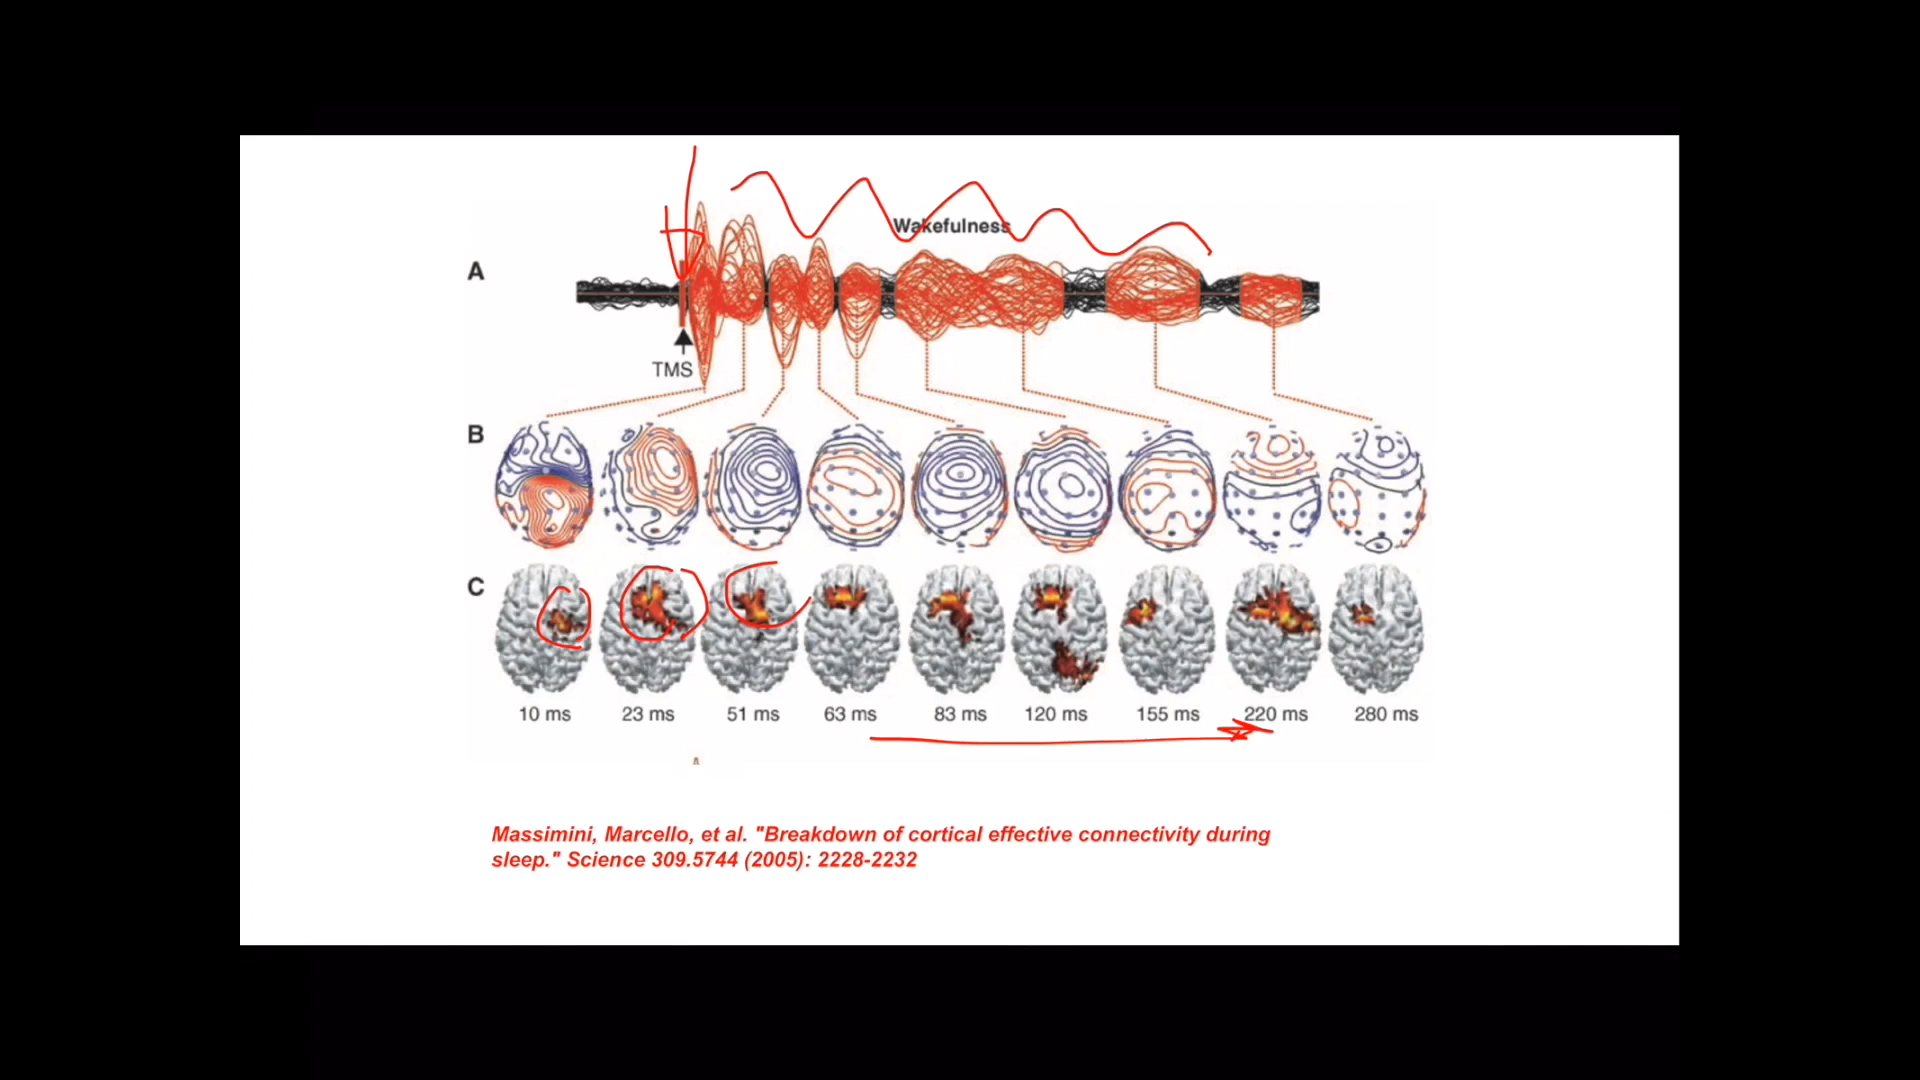 Wakefulness
A
TMS
B
C
10 ms 23 ms 51 ms 63 ms 83 ms 120 ms 155 ms 220 ms 280 ms
Massimini, Marcello, et al. "Breakdown of cortical effective connectivity during
sleep." Science 309.5744 (2005): 2228-2232